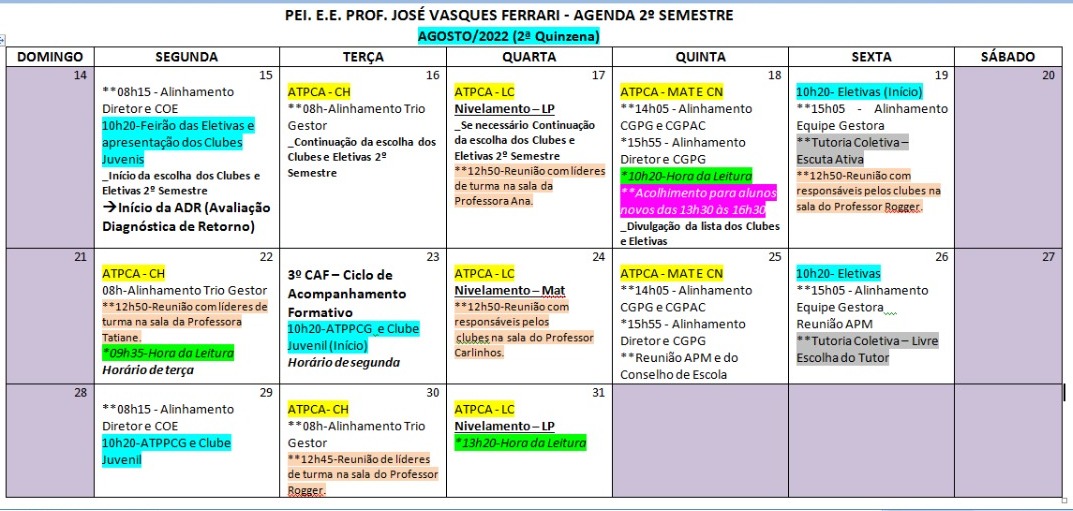 PEI. E.E. PROF. JOSÉ VASQUES FERRARI - AGENDA 2º SEMESTRE
AGOSTO/2022 (2ª Quinzena)
DOMINGO SEGUNDA TERÇA QUARTA QUINTA SEXTA SÁBADO
14
15
**08h15 - Alinhamento
Diretor e COE
10h20-Feirão das Eletivas e
apresentação dos Clubes
Juvenis
_Início da escolha dos Clubes e
Eletivas 2º Semestre
→Início da ADR (Avaliação
Diagnóstica de Retorno)
16
ATPCA - CH
**08h-Alinhamento Trio
Gestor
_Continuação da escolha dos
Clubes e Eletivas 2º
Semestre
17
ATPCA - LC
Nivelamento – LP
_Se necessário Continuação
da escolha dos Clubes e
Eletivas 2º Semestre
**12h50-Reunião com líderes
de turma na sala da
Professora Ana.
18
ATPCA - MAT E CN
**14h05 - Alinhamento
CGPG e CGPAC
*15h55 - Alinhamento
Diretor e CGPG
*10h20-Hora da Leitura
**Acolhimento para alunos
novos das 13h30 às 16h30
_Divulgação da lista dos Clubes
e Eletivas
19
10h20- Eletivas (Início)
**15h05 - Alinhamento
Equipe Gestora
**Tutoria Coletiva –
Escuta Ativa
**12h50-Reunião com
responsáveis pelos clubes na
sala do Professor Rogger.
20
21
22
ATPCA - CH
08h-Alinhamento Trio Gestor
**12h50-Reunião com líderes de
turma na sala da Professora
Tatiane.
*09h35-Hora da Leitura
Horário de terça
23
3º CAF – Ciclo de
Acompanhamento
Formativo
10h20-ATPPCG e Clube
Juvenil (Início)
Horário de segunda
24
ATPCA - LC
Nivelamento – Mat
**12h50-Reunião com
responsáveis pelos
clubes na sala do Professor
Carlinhos.
25
ATPCA - MAT E CN
**14h05 - Alinhamento
CGPG e CGPAC
*15h55 - Alinhamento
Diretor e CGPG
**Reunião APM e do
Conselho de Escola
26
10h20- Eletivas
**15h05 - Alinhamento
Equipe Gestora
Reunião APM
**Tutoria Coletiva – Livre
Escolha do Tutor
27
28
29
**08h15 - Alinhamento
Diretor e COE
10h20-ATPPCG e Clube
Juvenil
30
ATPCA- CH
**08h-Alinhamento Trio
Gestor
**12h45-Reunião de líderes
de turma na sala do Professor
Rogger.
31
ATPCA - LC
Nivelamento – LP
*13h20-Hora da Leitura